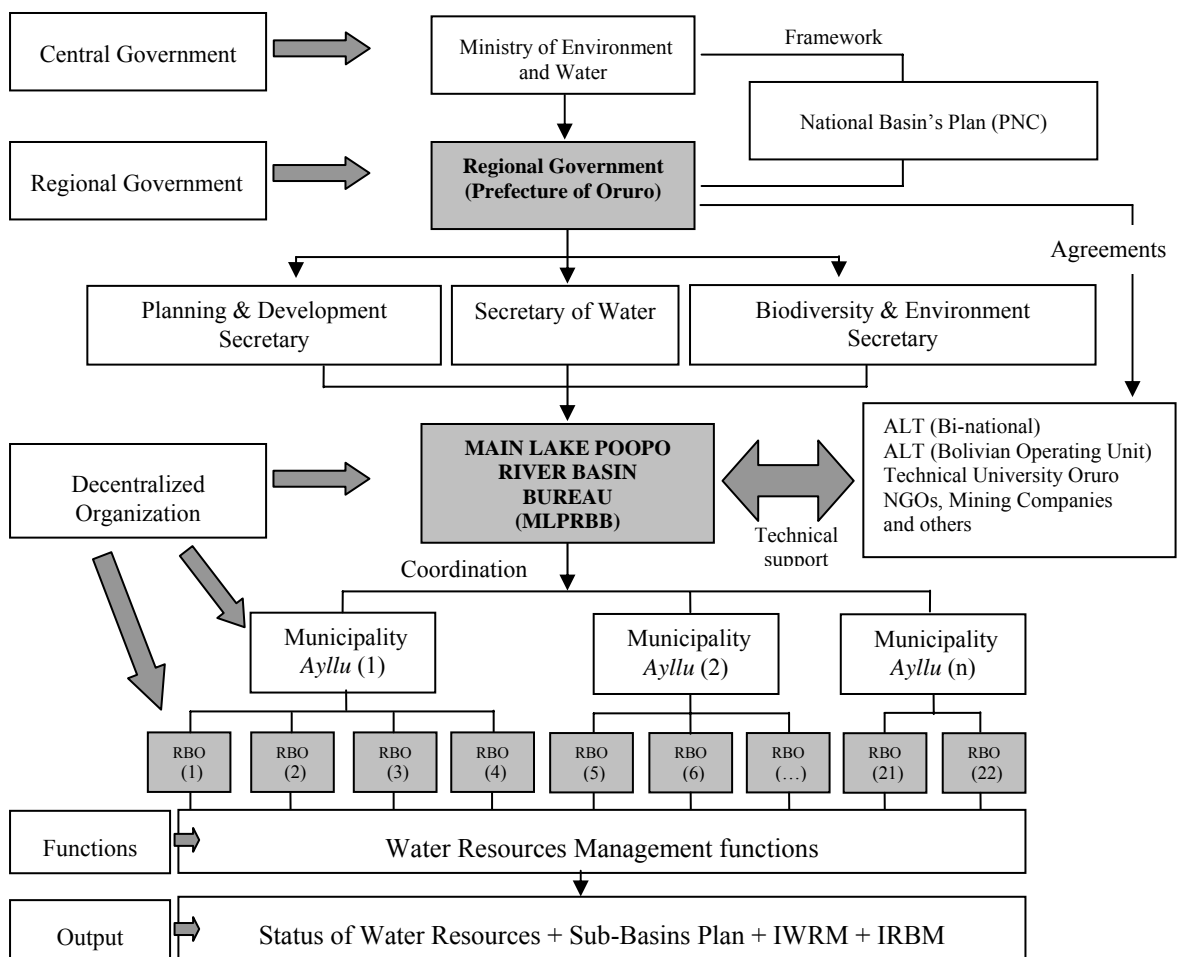 Central Government
Ministry of Environment
and Water
Framework
National Basin's Plan (PNC)
Regional Government
Regional Government
(Prefecture of Oruro)
Agreements
Planning & Development
Secretary
Secretary of Water
Biodiversity & Environment
Secretary
Decentralized
Organization
MAIN LAKE POOPO
RIVER BASIN
BUREAU
(MLPRBB)
Technical
support
ALT (Bi-national)
ALT (Bolivian Operating Unit)
Technical University Oruro
NGOs, Mining Companies
and others
Coordination
Municipality
Ayllu (1)
Municipality
Ayllu (2)
Municipality
Ayllu (n)
RBO
(1)
RBO
(2)
RBO
(3)
RBO
(4)
RBO
(5)
RBO
(6)
RBO
(…)
RBO
(21)
RBO
(22)
Functions
Water Resources Management functions
Output
Status of Water Resources + Sub-Basins Plan + IWRM + IRBM